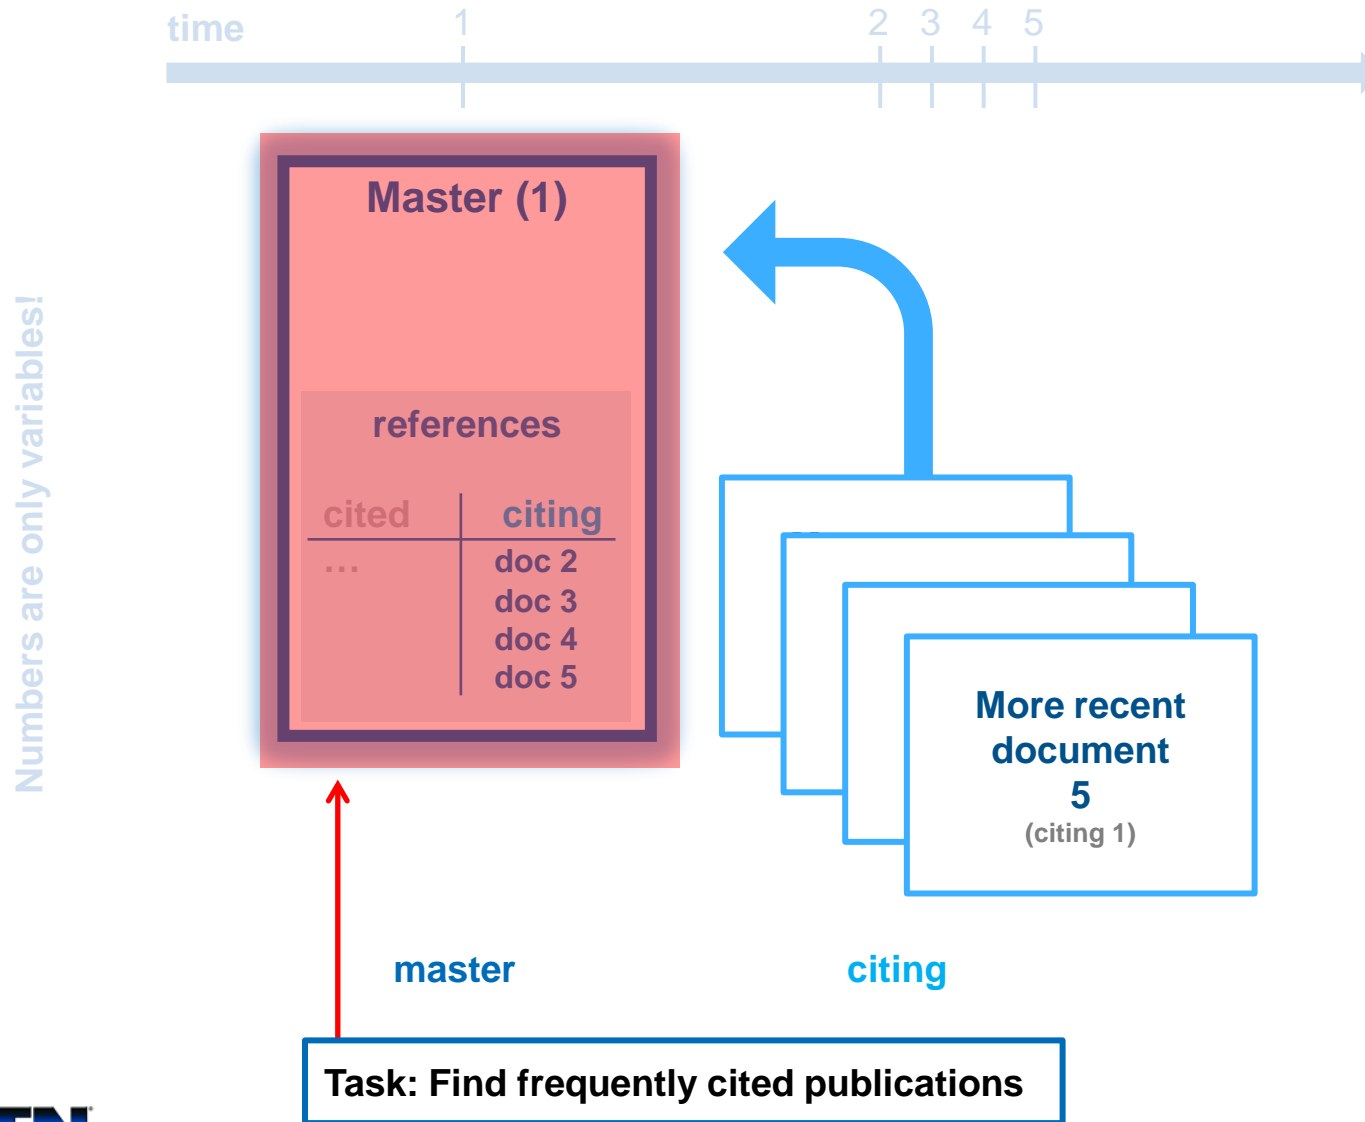 time
1
2
3
4
5
Numbers are only variables!
Master (1)
references
cited
citing
…
doc 2
doc 3
doc 4
doc 5
More recent
document
5
(citing 1)
master
citing
Task: Find frequently cited publications